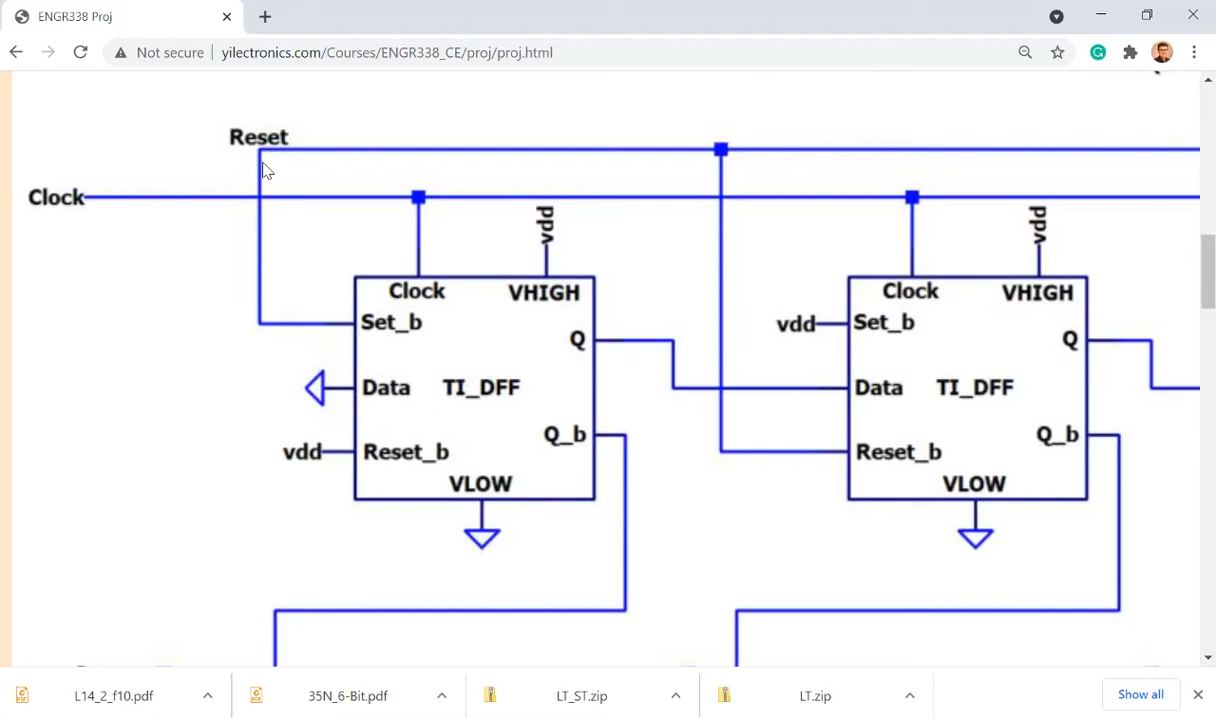 ENGR338 Proj
Not secure
yilectronics.com/Courses/ENGR338_CE/proj/proj.html
Reset
Clock
vdd
vdd
Clock
VHIGH
Set_b
Q
Data
TI_DFF
vdd
Reset_b
Q_b
VLOW
Clock
VHIGH
vdd
Set_b
Q
Data
TI_DFF
Reset_b
Q_b
VLOW
L14_2_f10.pdf
35N_6-Bit.pdf
LT_ST.zip
LT.zip
Show all